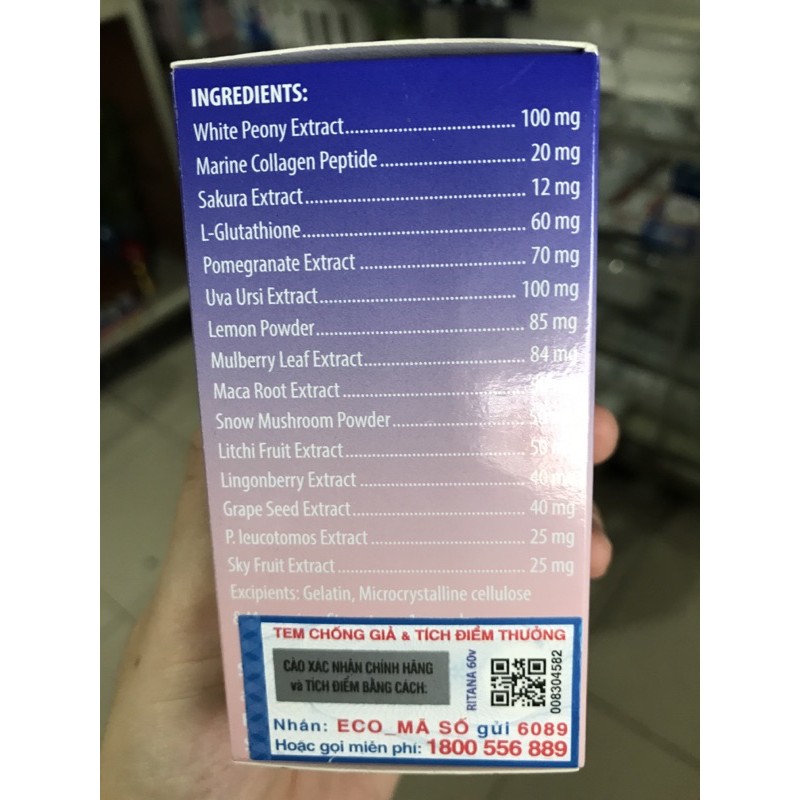 INGREDIENTS:
White Peony Extract.................................... 100 mg
Marine Collagen Peptide............................... 20 mg
Sakura Extract............................................... 12 mg
L-Glutathione................................................ 60 mg
Pomegranate Extract................................... 70 mg
Uva Ursi Extract.......................................... 100 mg
Lemon Powder............................................. 85 mg
Mulberry Leaf Extract................................... 84 mg
Maca Root Extract
Snow Mushroom Powder
Litchi Fruit Extract
Lingonberry Extract .................................... 40 mg
Grape Seed Extract...................................... 40 mg
P. leucotomos Extract .................................. 25 mg
Sky Fruit Extract ........................................... 25 mg
Excipients: Gelatin, Microcrystalline cellulose
TEM CHỐNG GIẢ & TÍCH ĐIỂM THƯỞNG
CÀO XÁC NHẬN CHÍNH HÃNG
và TÍCH ĐIỂM BẰNG CÁCH:
RITANA 60v
008304582
Nhắn: ECO_MÃ SỐ gửi 6089
Hoặc gọi miễn phí: 1800 556 889